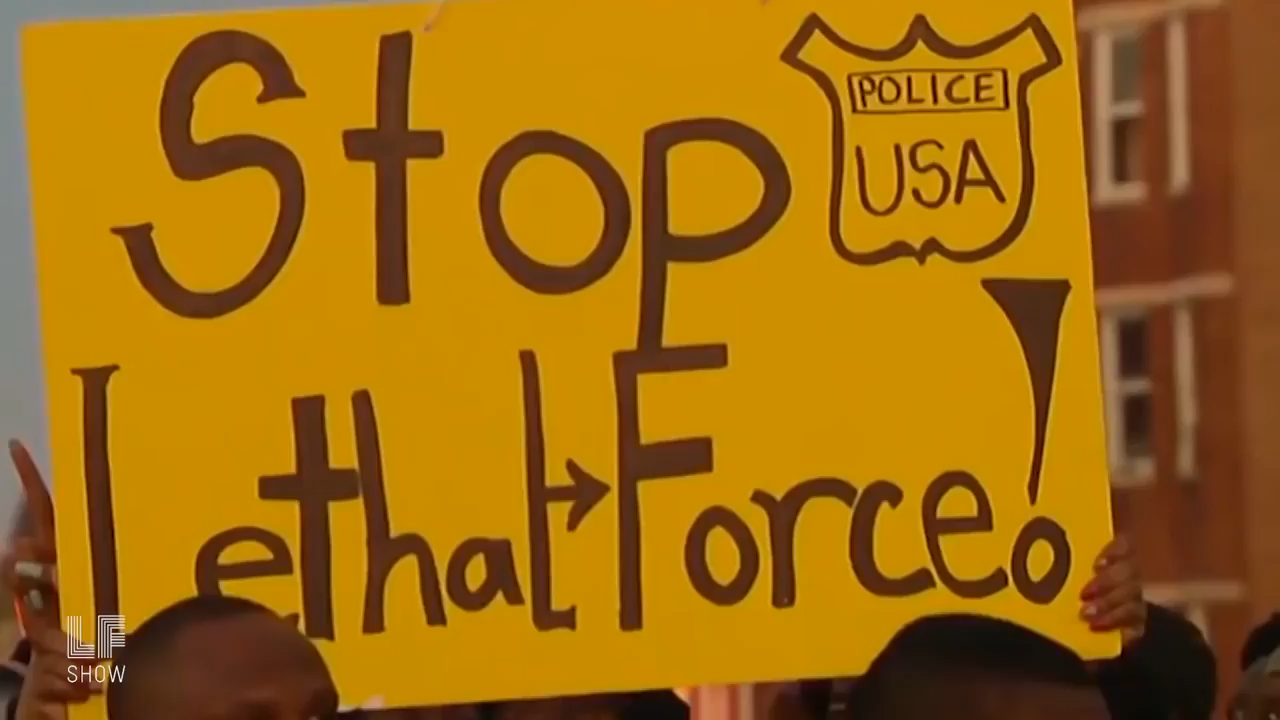 Stop
POLICE
USA
Lethal→Force!
LF
SHOW